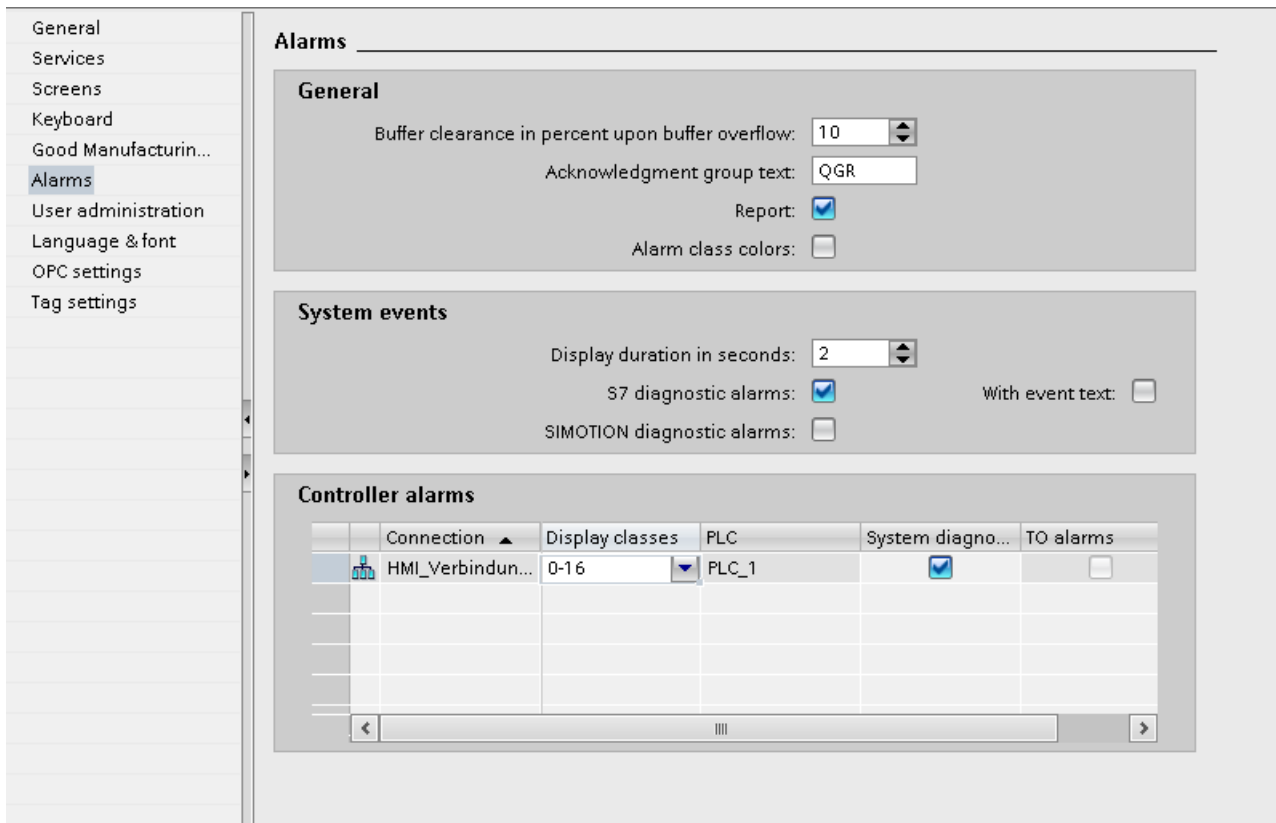 General
Services
Screens
Keyboard
Good Manufacturin...
Alarms
User administration
Language & font
OPC settings
Tag settings
Alarms
General
Buffer clearance in percent upon buffer overflow: 10
Acknowledgment group text: QGR
Report:
Alarm class colors:
System events
Display duration in seconds: 2
S7 diagnostic alarms: With event text:
SIMOTION diagnostic alarms:
Controller alarms
Connection Display classes PLC System diagno... TO alarms
HMI_Verbindun... 0-16 PLC_1